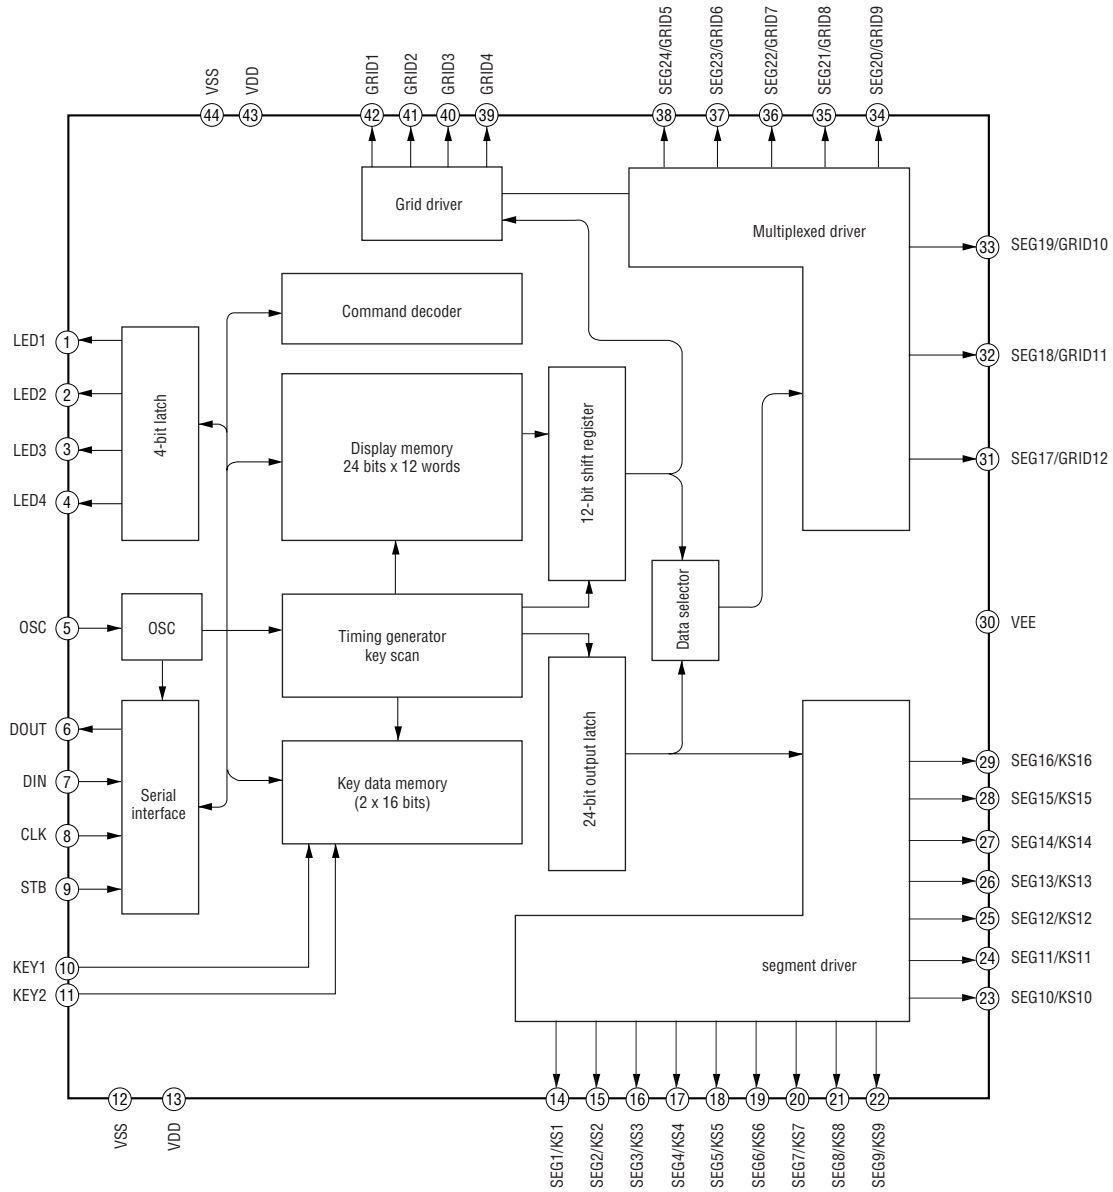 VSS
VDD
GRID1
GRID2
GRID3
GRID4
SEG24/GRID5
SEG23/GRID6
SEG22/GRID7
SEG21/GRID8
SEG20/GRID9
44
43
42
41
40
39
38
37
36
35
34
Grid driver
Multiplexed driver
33
SEG19/GRID10
Command decoder
LED1
1
32
SEG18/GRID11
LED2
2
4-bit latch
Display memory
24 bits x 12 words
12-bit shift register
LED3
3
31
SEG17/GRID12
LED4
4
OSC
5
OSC
Timing generator
key scan
Data selector
30
VEE
DOUT
6
DIN
7
Serial
interface
CLK
8
STB
9
Key data memory
(2 x 16 bits)
24-bit output latch
29
SEG16/KS16
28
SEG15/KS15
27
SEG14/KS14
26
SEG13/KS13
25
SEG12/KS12
24
SEG11/KS11
23
SEG10/KS10
segment driver
KEY1
10
KEY2
11
12
13
14
15
16
17
18
19
20
21
22
VSS
VDD
SEG1/KS1
SEG2/KS2
SEG3/KS3
SEG4/KS4
SEG5/KS5
SEG6/KS6
SEG7/KS7
SEG8/KS8
SEG9/KS9